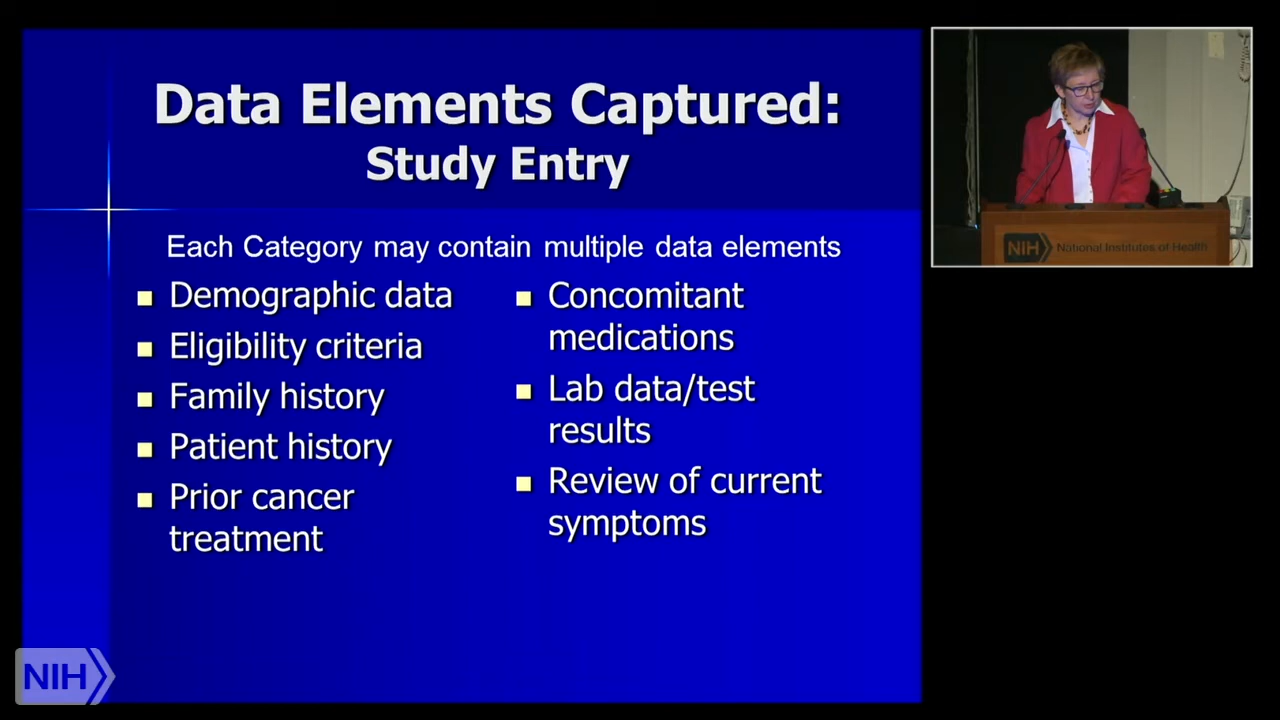 Data Elements Captured:
Study Entry
Each Category may contain multiple data elements
Demographic data
Eligibility criteria
Family history
Patient history
Prior cancer
treatment
Concomitant
medications
Lab data/test
results
Review of current
symptoms
NIH National Institutes of Health
NIH